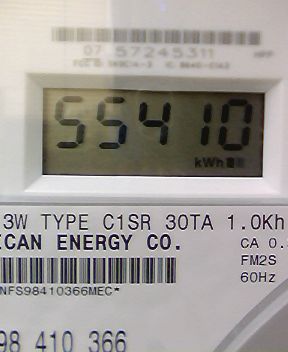 07 57245311
55410
kWh
3W TYPE C1SR 30TA 1.0Kh
ICAN ENERGY CO.
CA 0.
FM2S
60Hz
NFS98410366MEC*
98 410 366